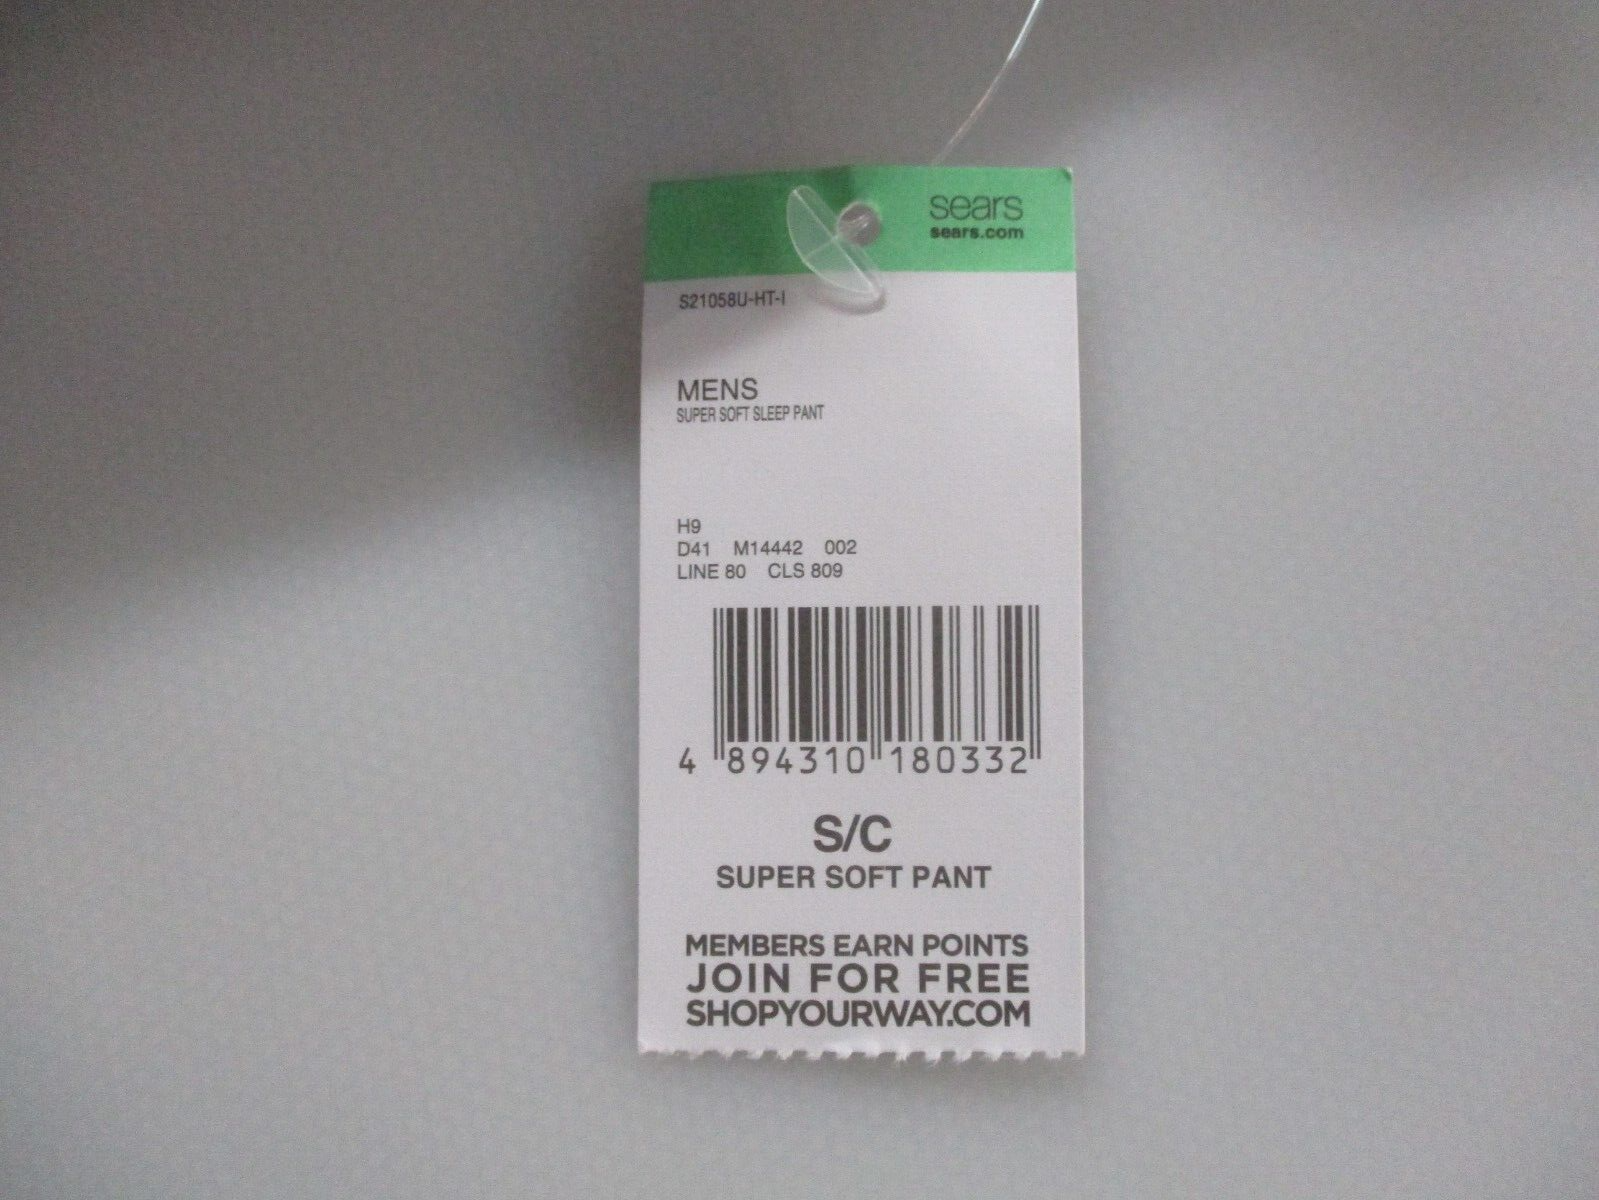 sears
sears.com
S21058U-HT-I
MENS
SUPER SOFT SLEEP PANT
H9
D41 M14442 002
LINE 80 CLS 809
4 894310 180332
S/C
SUPER SOFT PANT
MEMBERS EARN POINTS
JOIN FOR FREE
SHOPYOURWAY.COM